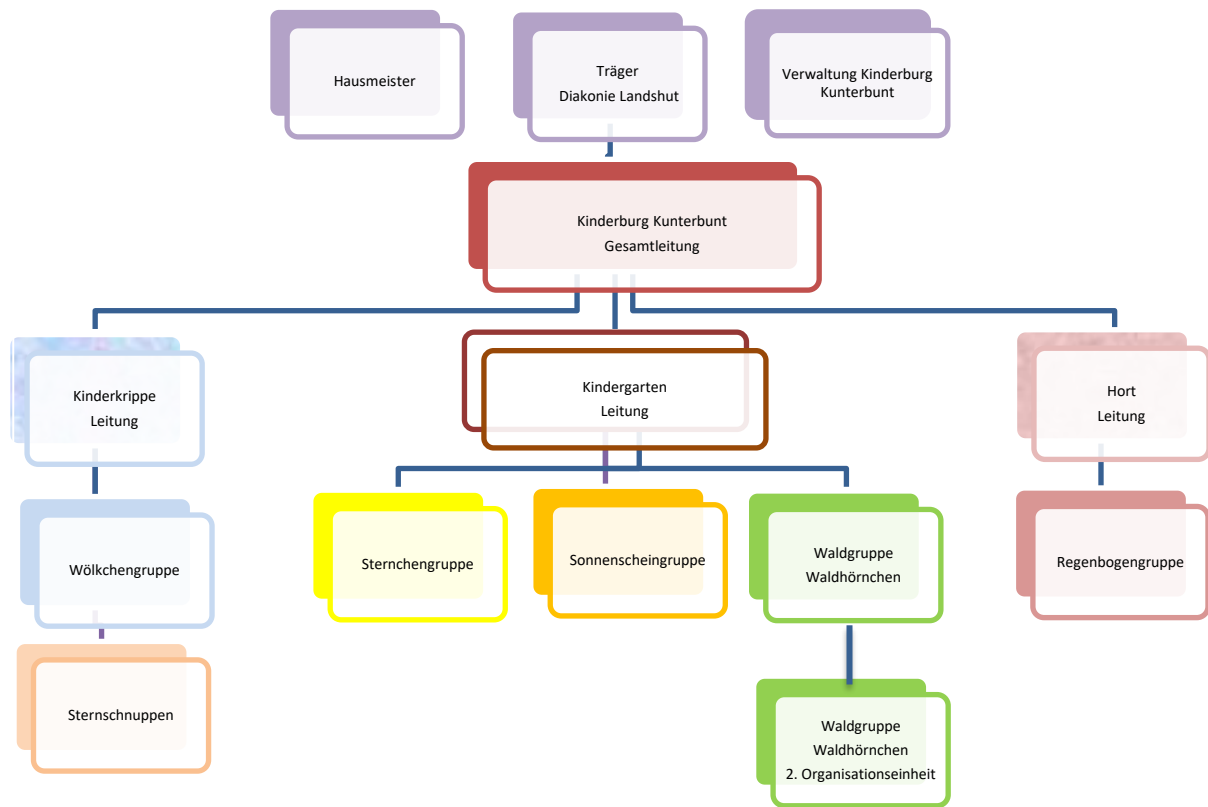 Hausmeister
Träger
Diakonie Landshut
Verwaltung Kinderburg
Kunterbunt
Kinderburg Kunterbunt
Gesamtleitung
Kinderkrippe
Leitung
Kindergarten
Leitung
Hort
Leitung
Wölkchengruppe
Sternchengruppe
Sonnenscheingruppe
Waldgruppe
Waldhörnchen
Regenbogengruppe
Sternschnuppen
Waldgruppe
Waldhörnchen
2. Organisationseinheit